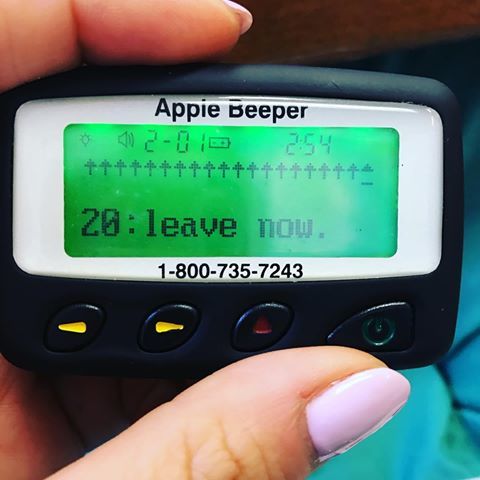 Appie Beeper
2-01 2:54
20:leave now.
1-800-735-7243